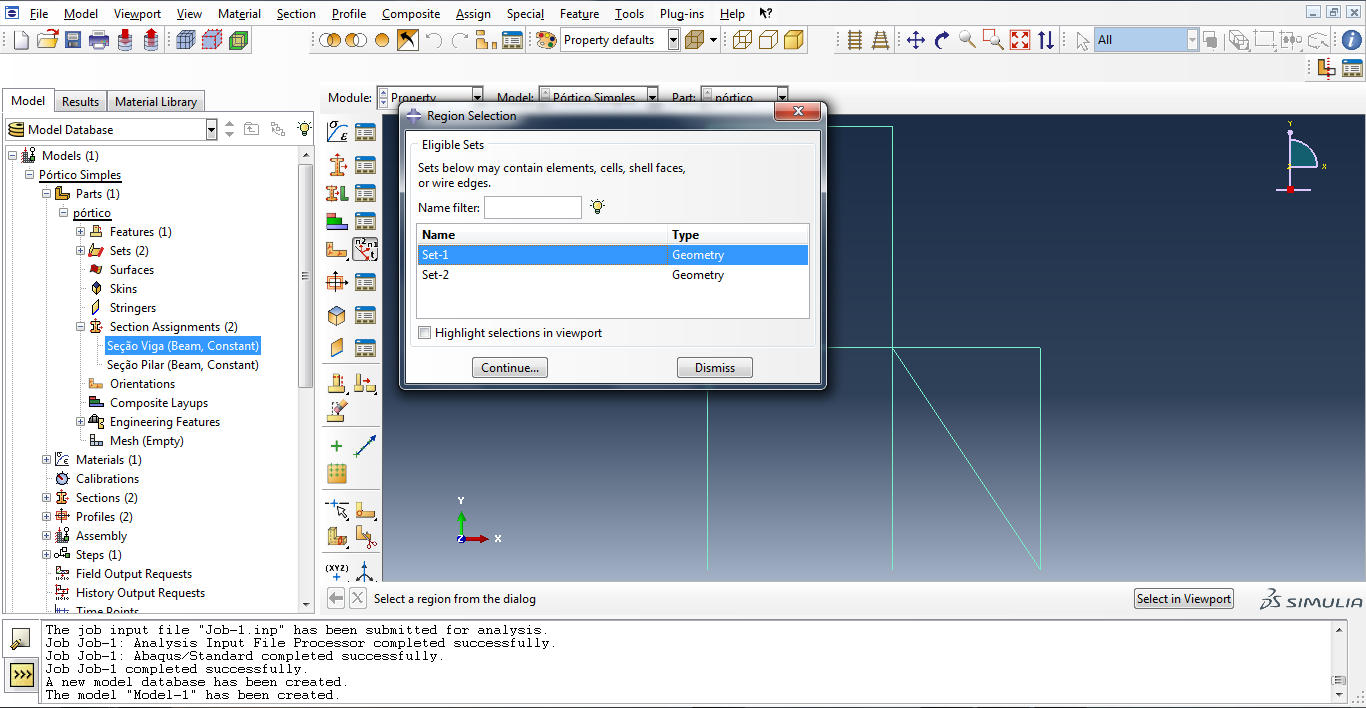 File Model Viewport View Material Section Profile Composite Assign Special Feature Tools Plug-ins Help
Property defaults All
Model Results Material Library
Module: Property Model: Pórtico Simples Part: pórtico
Model Database
Models (1)
Pórtico Simples
Parts (1)
pórtico
Features (1)
Sets (2)
Surfaces
Skins
Stringers
Section Assignments (2)
Seção Viga (Beam, Constant)
Seção Pilar (Beam, Constant)
Orientations
Composite Layups
Engineering Features
Mesh (Empty)
Materials (1)
Calibrations
Sections (2)
Profiles (2)
Assembly
Steps (1)
Field Output Requests
History Output Requests
Time Points
(XYZ)
Region Selection
Eligible Sets
Sets below may contain elements, cells, shell faces,
or wire edges.
Name filter:
Name Type
Set-1 Geometry
Set-2 Geometry
Highlight selections in viewport
Continue... Dismiss
Y
X
Y
Z X
Select a region from the dialog
Select in Viewport
SIMULIA
The job input file "Job-1.inp" has been submitted for analysis.
Job Job-1: Analysis Input File Processor completed successfully.
Job Job-1: Abaqus/Standard completed successfully.
Job Job-1 completed successfully.
A new model database has been created.
The model "Model-1" has been created.